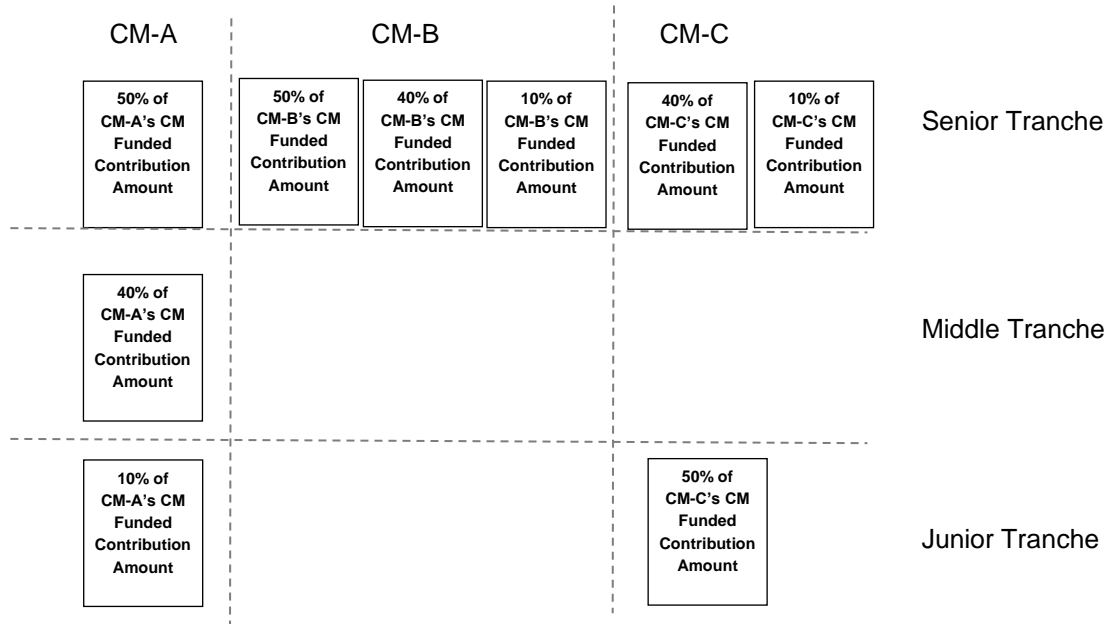 CM-A
CM-B
CM-C
50% of
CM-A's CM
Funded
Contribution
Amount
50% of
CM-B's CM
Funded
Contribution
Amount
40% of
CM-B's CM
Funded
Contribution
Amount
10% of
CM-B's CM
Funded
Contribution
Amount
40% of
CM-C's CM
Funded
Contribution
Amount
10% of
CM-C's CM
Funded
Contribution
Amount
Senior Tranche
40% of
CM-A's CM
Funded
Contribution
Amount
Middle Tranche
10% of
CM-A's CM
Funded
Contribution
Amount
50% of
CM-C's CM
Funded
Contribution
Amount
Junior Tranche